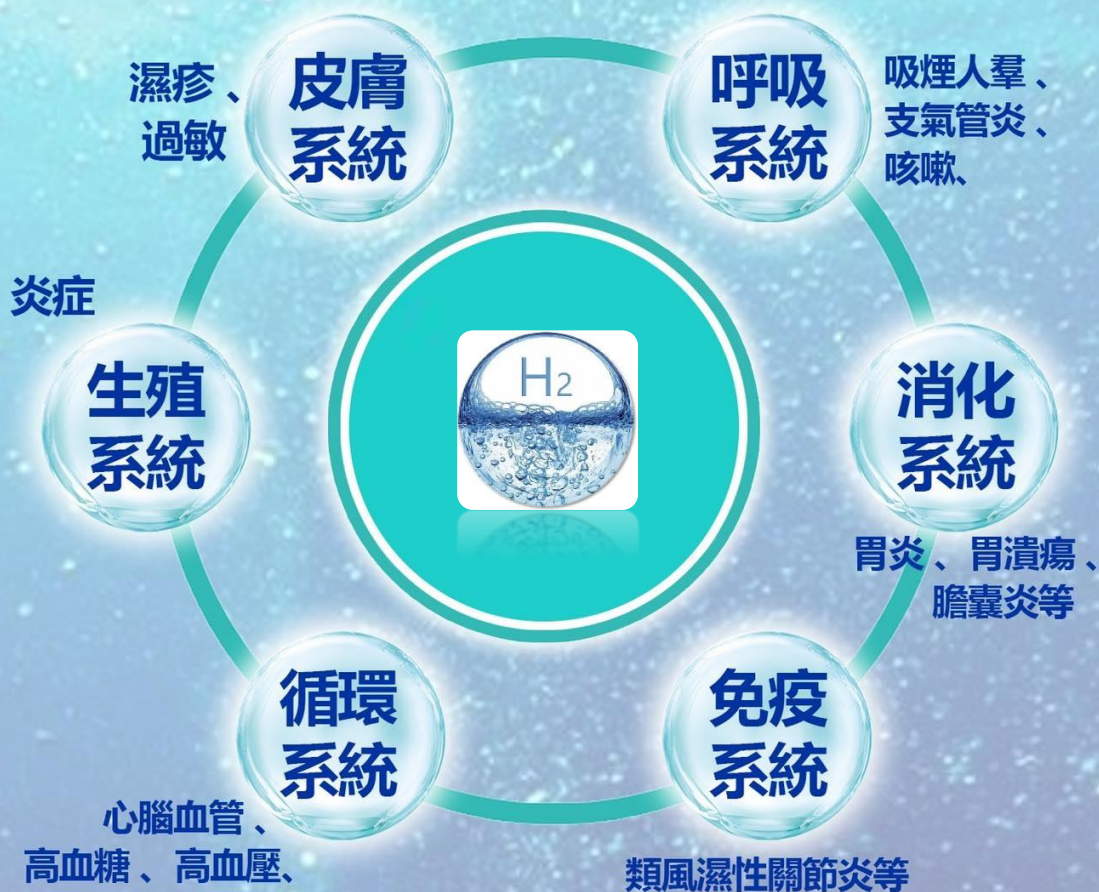 濕疹、
過敏
皮膚
系統
呼吸
系統
吸煙人羣、
支氣管炎、
咳嗽、
炎症
生殖
系統
H2
消化
系統
胃炎、胃潰瘍、
膽囊炎等
循環
系統
心腦血管、
高血糖、高血壓、
免疫
系統
類風濕性關節炎等